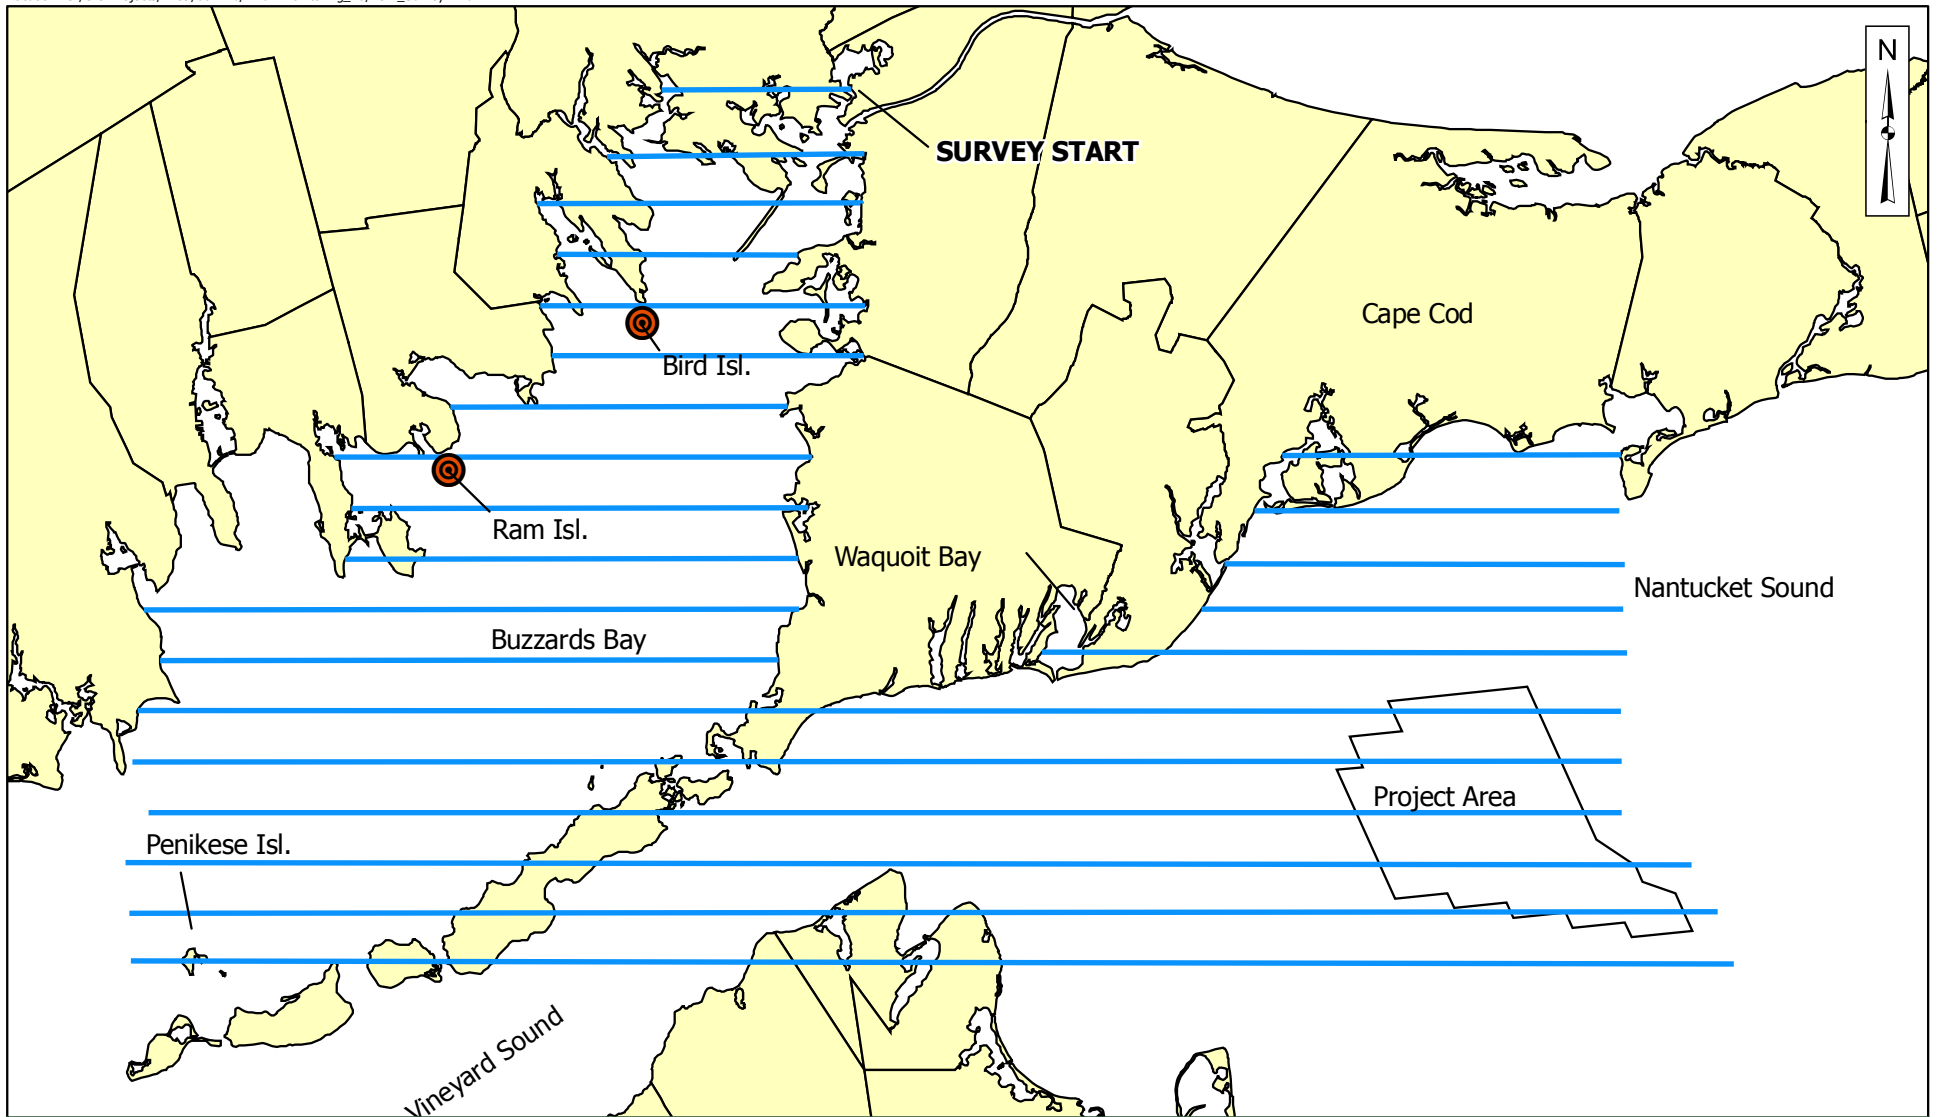 N
SURVEY START
Cape Cod
Bird Isl.
Ram Isl.
Waquoit Bay
Nantucket Sound
Buzzards Bay
Project Area
Penikese Isl.
Vineyard Sound